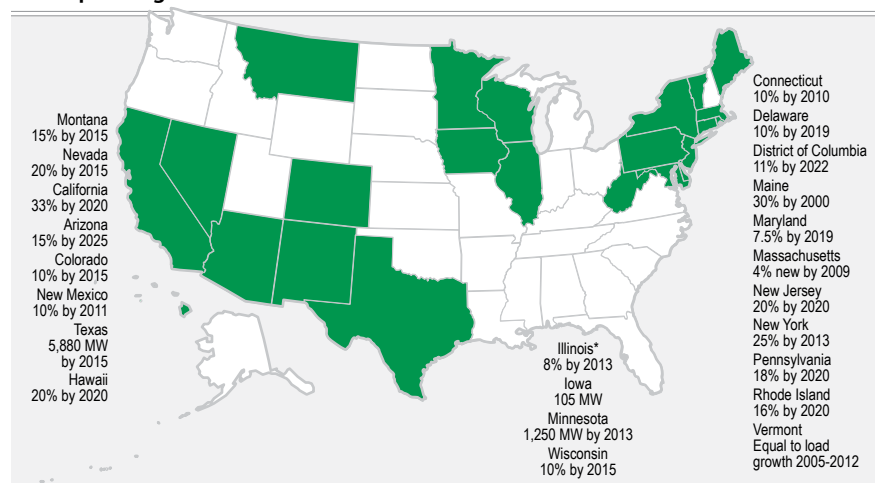 Montana
15% by 2015
Nevada
20% by 2015
California
33% by 2020
Arizona
15% by 2025
Colorado
10% by 2015
New Mexico
10% by 2011
Texas
5,880 MW
by 2015
Hawaii
20% by 2020
Illinois*
8% by 2013
Iowa
105 MW
Minnesota
1,250 MW by 2013
Wisconsin
10% by 2015
Connecticut
10% by 2010
Delaware
10% by 2019
District of Columbia
11% by 2022
Maine
30% by 2000
Maryland
7.5% by 2019
Massachusetts
4% new by 2009
New Jersey
20% by 2020
New York
25% by 2013
Pennsylvania
18% by 2020
Rhode Island
16% by 2020
Vermont
Equal to load
growth 2005-2012